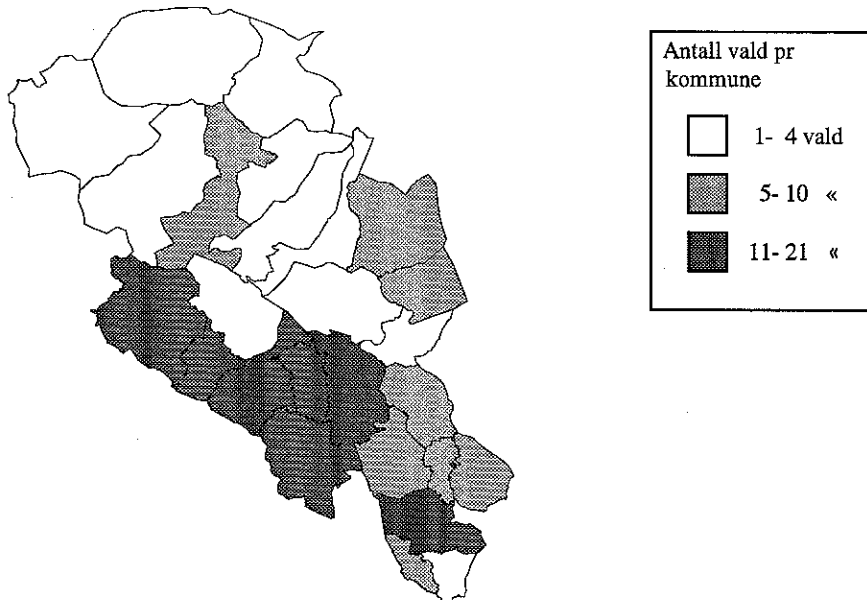 Antall vald pr
kommune
1- 4 vald
5- 10 «
11- 21 «